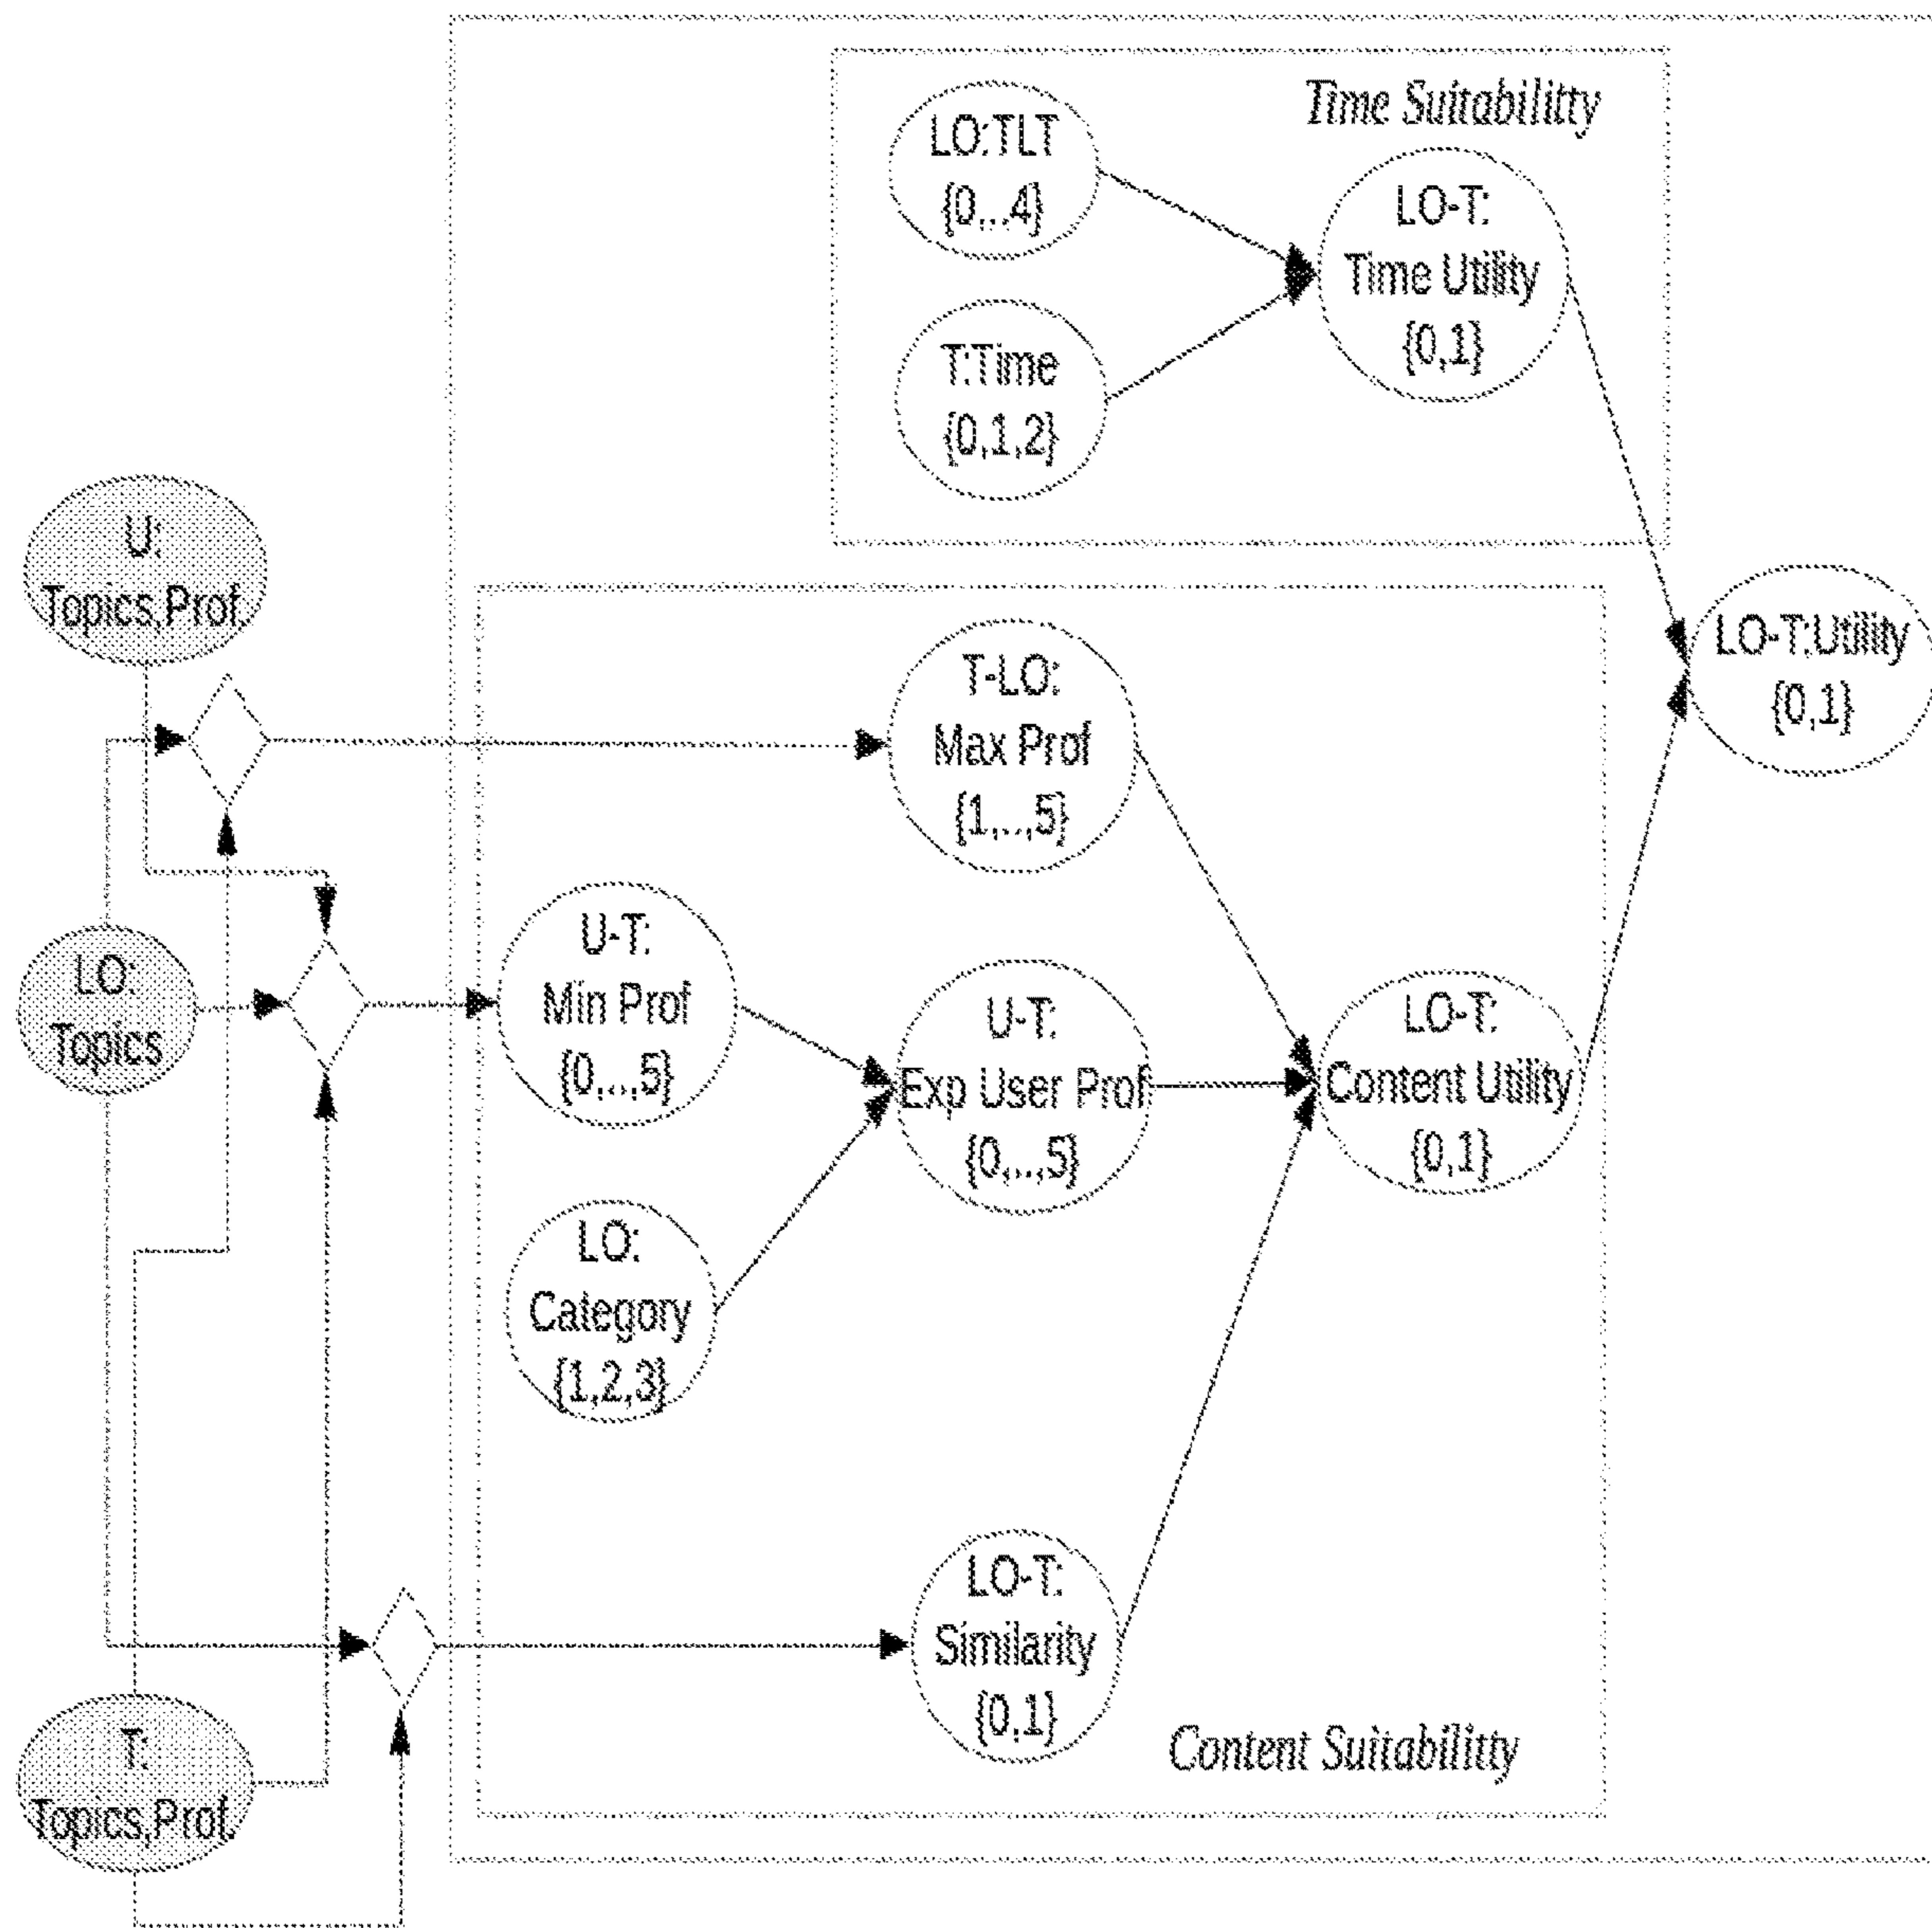 Time Suitabilitty
LO:TLT
{0,..4}
LO-T:
Time Utility
{0,1}
T:Time
{0,1,2}
U:
Topics,Prof.
T-LO:
Max Prof
{1,..,5}
LO-T:Utility
{0,1}
LO:
Topics
U-T:
Min Prof
{0,..,5}
U-T:
Exp User Prof
{0,..,5}
LO-T:
Content Utility
{0,1}
LO:
Category
{1,2,3}
LO-T:
Similarity
{0,1}
Content Suitabilitty
T:
Topics,Prof.